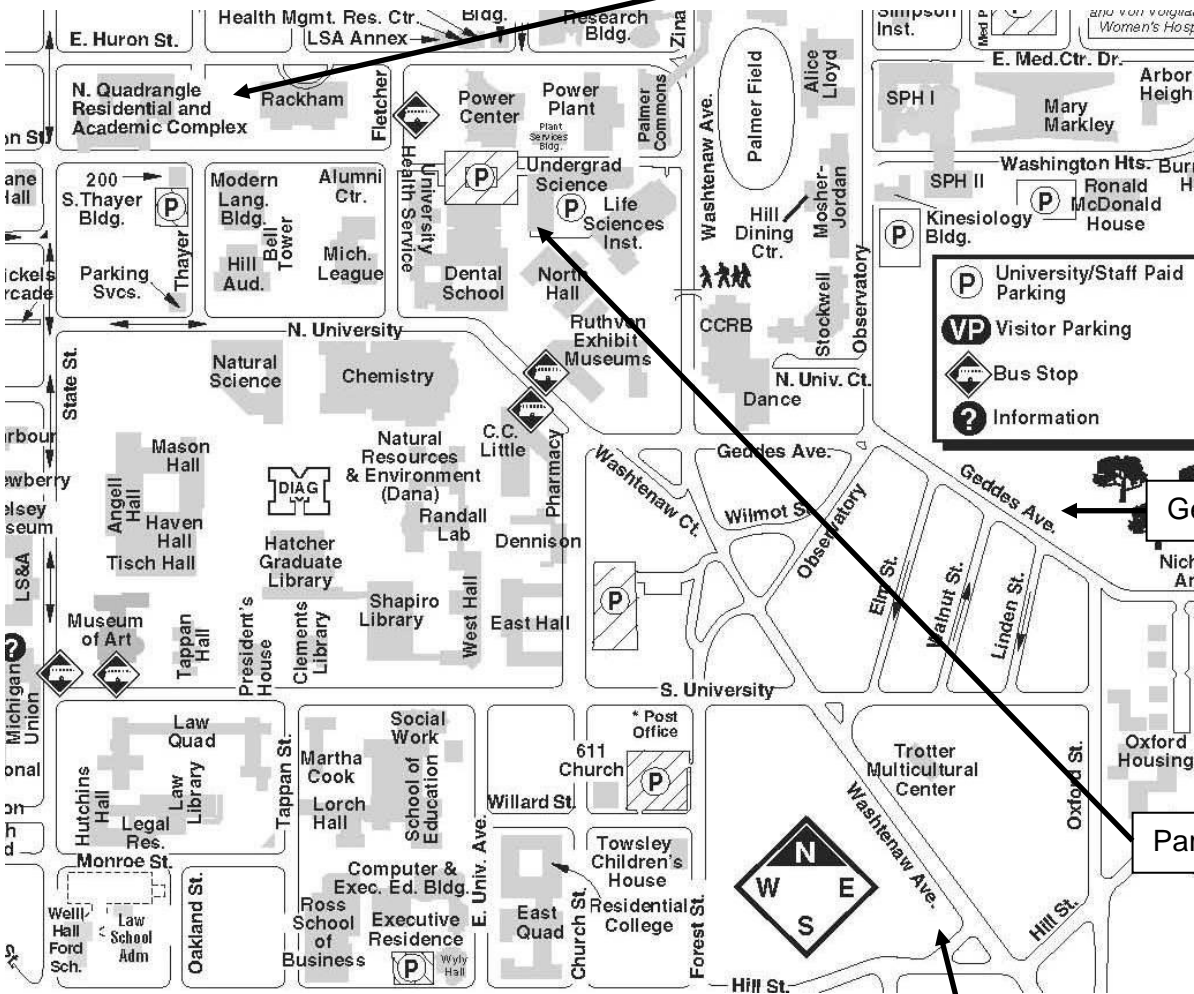 Health Mgmt. Res. Ctr.
Bldg.
Research
Bldg.
LSA Annex
E. Huron St.
Simpson
Inst.
Women's Hosp
E. Med.Ctr. Dr.
N. Quadrangle
Residential and
Academic Complex
Rackham
Fletcher
Power
Center
Power
Plant
Plant
Services
Bldg.
Palmer
Commons
Washtenaw Ave.
Palmer Field
Alice
Lloyd
SPH I
Mary
Markley
Arbor
Heigh
200
S.Thayer
Bldg.
P
Thayer
Modern
Lang.
Bldg.
Bell
Tower
Alumni
Ctr.
University
Health Service
P
Undergrad
Science
P
Life
Sciences
Inst.
Hill
Dining
Ctr.
Mosher-
Jordan
Washington Hts.
SPH II
P
Ronald
McDonald
House
P
Kinesiology
Bldg.
Parking
Svcs.
Hill
Aud.
Mich.
League
Dental
School
North
Hall
Observatory
P University/Staff Paid
Parking
VP Visitor Parking
Bus Stop
? Information
N. University
Ruthven
Exhibit
Museums
CCRB
Stockwell
N. Univ. Ct.
Dance
State St.
Natural
Science
Chemistry
Mason
Hall
Angell
Hall
Haven
Hall
Tisch Hall
M
DIAG
Natural
Resources
& Environment
(Dana)
C.C.
Little
Pharmacy
Randall
Lab
Dennison
Geddes Ave.
Washtenaw Ct.
Wilmot St.
Observatory
Geddes Ave.
LS&A
Hatcher
Graduate
Library
Shapiro
Library
West Hall
East Hall
P
Elm St.
Walnut St.
Linden St.
?
Michigan
Union
Museum
of Art
Tappan
Hall
President's
House
Clements
Library
S. University
Law
Quad
Hutchins
Hall
Law
Library
Legal
Res.
Tappan St.
Martha
Cook
Lorch
Hall
Social
Work
School of
Education
* Post
Office
611
Church
P
Willard St.
Trotter
Multicultural
Center
Oxford St.
Oxford
Housing
Washtenaw Ave.
Monroe St.
Weill
Hall
Ford
Sch.
Law
School
Adm
Oakland St.
Computer &
Exec. Ed. Bldg.
Ross
School
of
Business
Executive
Residence
P
Wyly
Hall
E. Univ. Ave.
East
Quad
Church St.
Towsley
Children's
House
Residential
College
Forest St.
N
W E
S
Hill St.
Hill St.